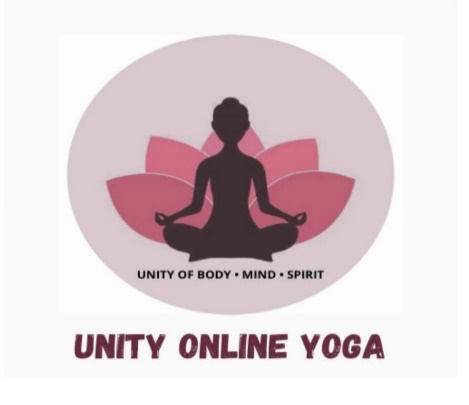 UNITY OF BODY • MIND • SPIRIT
UNITY ONLINE YOGA